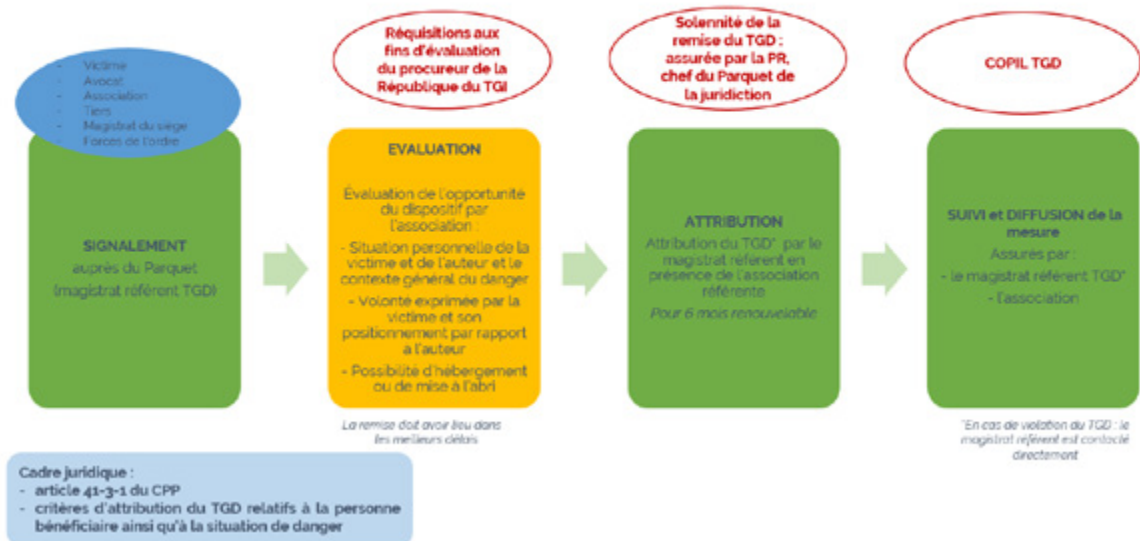 - Victime
- Avocat
- Association
- Tiers
- Magistrat du siège
- Forces de l'ordre
SIGNALEMENT
auprès du Parquet
(magistrat référent TGD)
Réquisitions aux
fins d'évaluation
du procureur de la
République du TGI
EVALUATION
Évaluation de l'opportunité
du dispositif par
l'association :
- Situation personnelle de la
victime et de l'auteur et le
contexte général du danger
- Volonté exprimée par la
victime et son
positionnement par rapport
à l'auteur
- Possibilité d'hébergement
ou de mise à l'abri
La remise doit avoir lieu dans
les meilleurs délais
Solennité de la
remise du TGD :
assurée par la PR,
chef du Parquet de
la juridiction
ATTRIBUTION
Attribution du TGD* par le
magistrat référent en
présence de l'association
référente
Pour 6 mois renouvelable
COPIL TGD
SUIVI et DIFFUSION de la
mesure
Assurés par :
- le magistrat référent TGD*
- l'association
*En cas de violation du TGD : le
magistrat référent est contacté
directement
Cadre juridique :
- article 41-3-1 du CPP
- critères d'attribution du TGD relatifs à la personne
bénéficiaire ainsi qu'à la situation de danger